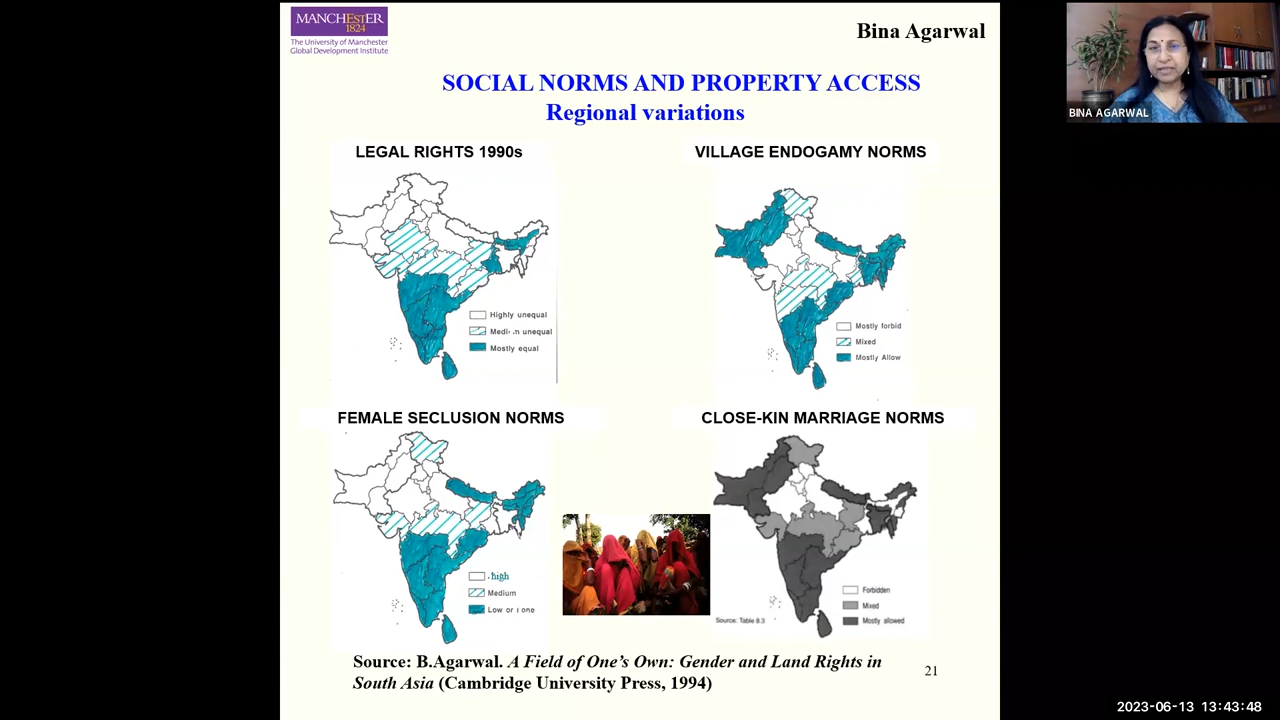 MANCHESTER
1824
The University of Manchester
Global Development Institute
Bina Agarwal
BINA AGARWAL
SOCIAL NORMS AND PROPERTY ACCESS
Regional variations
LEGAL RIGHTS 1990s
Highly unequal
unequal
Mostly equal
VILLAGE ENDOGAMY NORMS
Mostly forbid
Mixed
Mostly Allow
FEMALE SECLUSION NORMS
high
Medium
Low or
CLOSE-KIN MARRIAGE NORMS
Forbidden
Mixed
Mostly allowed
Source: Table 8.3
Source: B.Agarwal. A Field of One's Own: Gender and Land Rights in
South Asia (Cambridge University Press, 1994)
21
2023-06-13 13:43:48